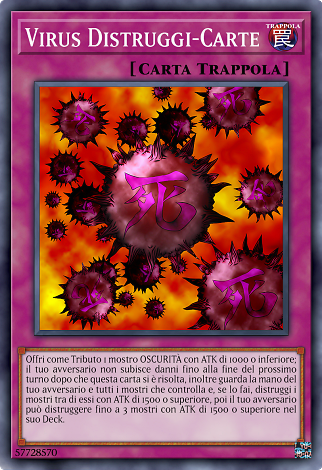 Virus Distruggi-Carte
TRAPPOLA
罠
[Carta Trappola]
死
死
Offri come Tributo 1 mostro OSCURITÀ con ATK di 1000 o inferiore;
il tuo avversario non subisce danni fino alla fine del prossimo
turno dopo che questa carta si è risolta, inoltre guarda la mano del
tuo avversario e tutti i mostri che controlla e, se lo fai, distruggi i
mostri tra di essi con ATK di 1500 o superiore, poi il tuo avversario
può distruggere fino a 3 mostri con ATK di 1500 o superiore nel
suo Deck.
57728570